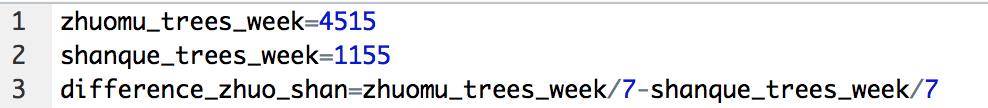 1 zhuomu_trees_week=4515
2 shanque_trees_week=1155
3 difference_zhuo_shan=zhuomu_trees_week/7-shanque_trees_week/7